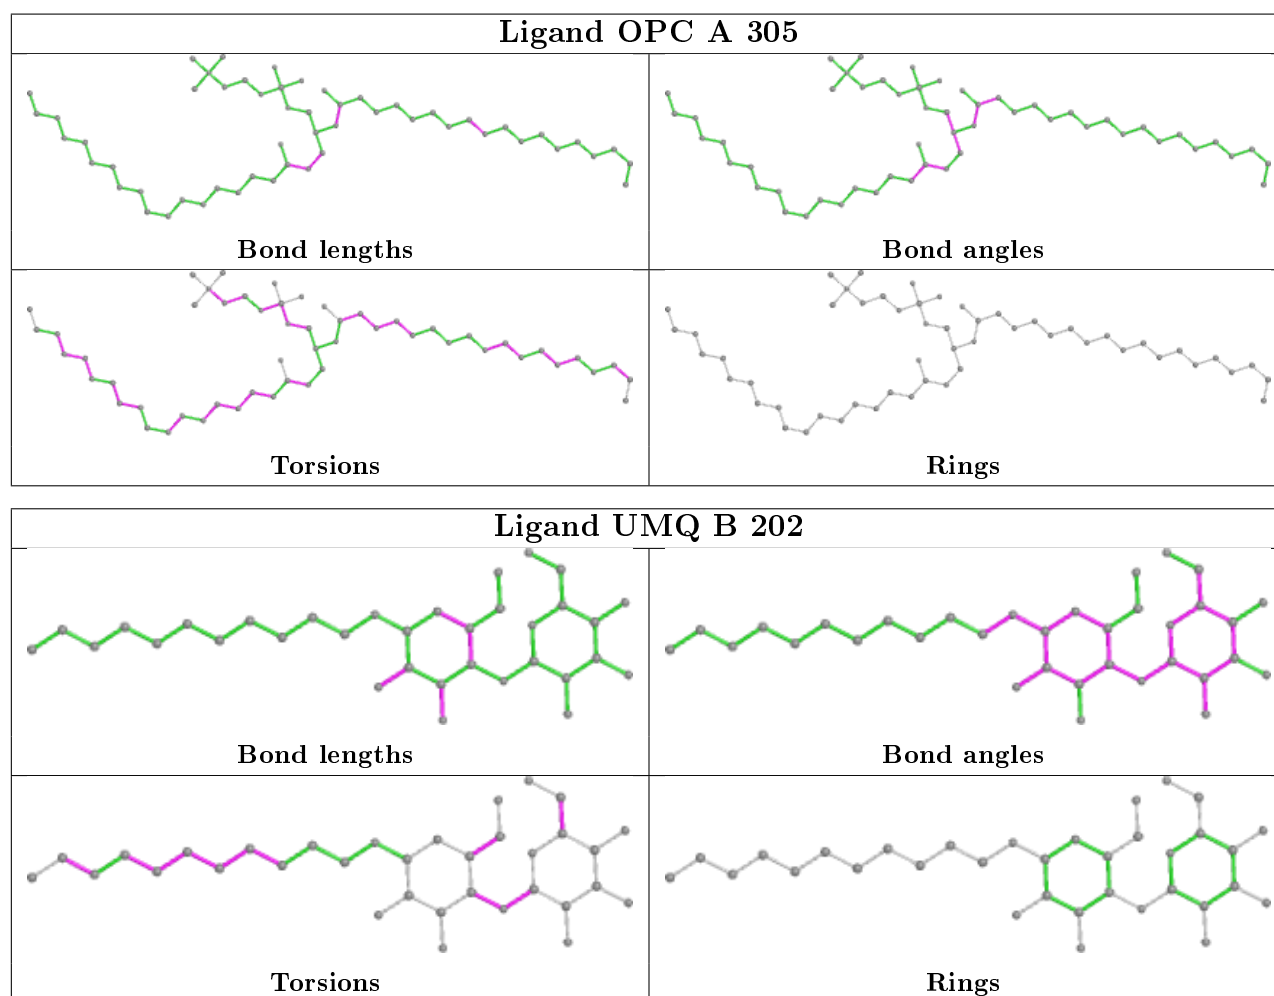 Ligand OPC A 305
Bond lengths
Bond angles
Torsions
Rings
Ligand UMQ B 202
Bond lengths
Bond angles
Torsions
Rings